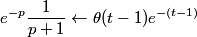 e^{-p}\frac{1}{p+1} \leftarrow \theta(t-1)e^{-(t-1)}